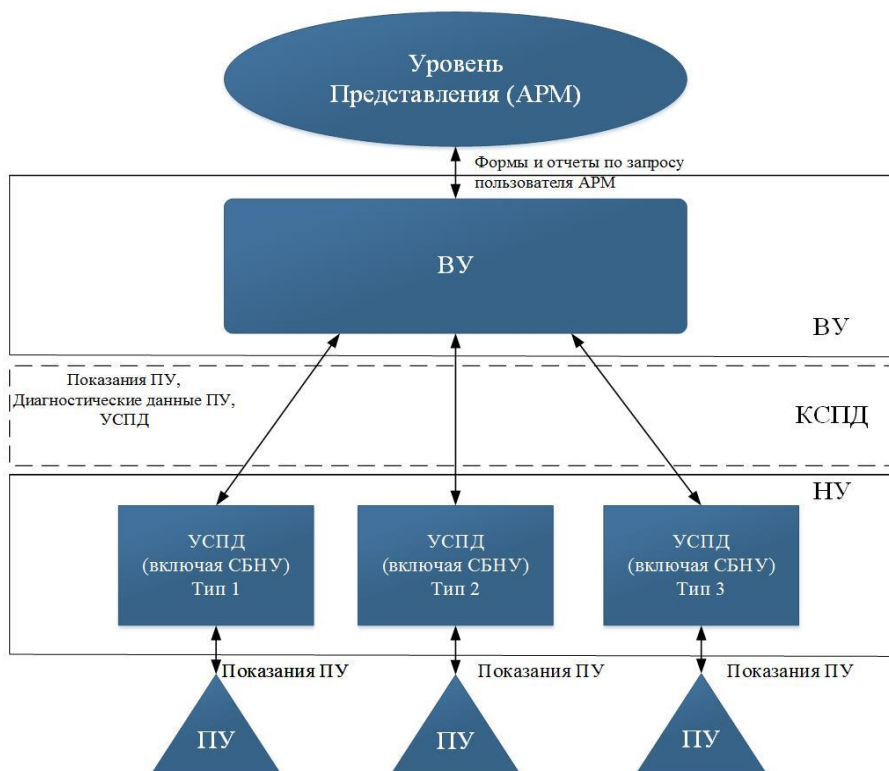 Уровень
Представления (АРМ)
Формы и отчеты по запросу
пользователя АРМ
ВУ
ВУ
Показания ПУ,
Диагностические данные ПУ,
УСПД
КСПД
НУ
УСПД
(включая СБНУ)
Тип 1
УСПД
(включая СБНУ)
Тип 2
УСПД
(включая СБНУ)
Тип 3
Показания ПУ
Показания ПУ
Показания ПУ
ПУ
ПУ
ПУ